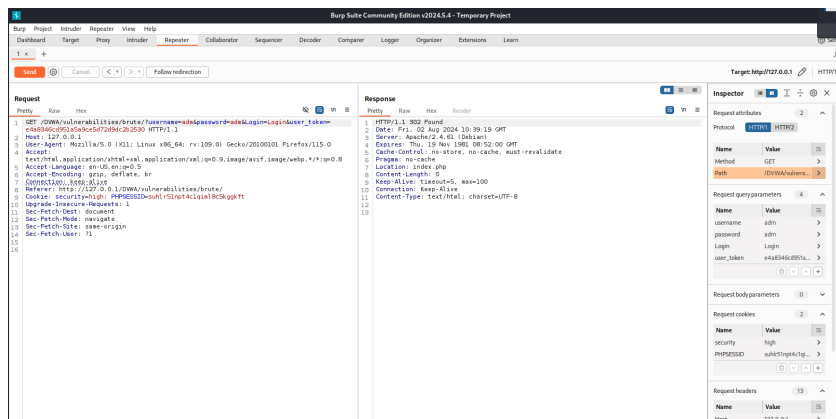 Burp Suite Community Edition v2024.5.4 - Temporary Project
Burp Project Intruder Repeater View Help
Dashboard Target Proxy Intruder Repeater Collaborator Sequencer Decoder Comparer Logger Organizer Extensions Learn
1 × +
Send Cancel < > Follow redirection Target: http://127.0.0.1 HTTP/1
Request
Pretty Raw Hex
1 GET /DVWA/vulnerabilities/brute/?username=adm&password=adm&Login=Login&user_token=
e4a8346cd951a5a9ce5d72d9dc2b2530 HTTP/1.1
2 Host: 127.0.0.1
3 User-Agent: Mozilla/5.0 (X11; Linux x86_64; rv:109.0) Gecko/20100101 Firefox/115.0
4 Accept:
text/html,application/xhtml+xml,application/xml;q=0.9,image/avif,image/webp,*/*;q=0.8
5 Accept-Language: en-US,en;q=0.5
6 Accept-Encoding: gzip, deflate, br
7 Connection: keep-alive
8 Referer: http://127.0.0.1/DVWA/vulnerabilities/brute/
9 Cookie: security=high;
10 Upgrade-Insecure-Requests: 1
11 Sec-Fetch-Dest: document
12 Sec-Fetch-Mode: navigate
13 Sec-Fetch-Site: same-origin
14 Sec-Fetch-User: ?1
15
16
Response
Pretty Raw Hex Render
1 HTTP/1.1 302 Found
2 Date: Fri, 02 Aug 2024 10:39:19 GMT
3 Server: Apache/2.4.61 (Debian)
4 Expires: Thu, 19 Nov 1981 08:52:00 GMT
5 Cache-Control: no-store, no-cache, must-revalidate
6 Pragma: no-cache
7 Location: index.php
8 Content-Length: 0
9 Keep-Alive: timeout=5, max=100
10 Connection: Keep-Alive
11 Content-Type: text/html; charset=UTF-8
12
13
Inspector
Request attributes 2
Protocol HTTP/1 HTTP/2
Name Value
Method GET
Path /DVWA/vulnera...
Request query parameters 4
Name Value
username adm
password adm
Login Login
user_token e4a8346cd951a...
Request body parameters 0
Request cookies 2
Name Value
security high
PHPSESSID suhlr51npt4c1qi...
Request headers 13
Name Value